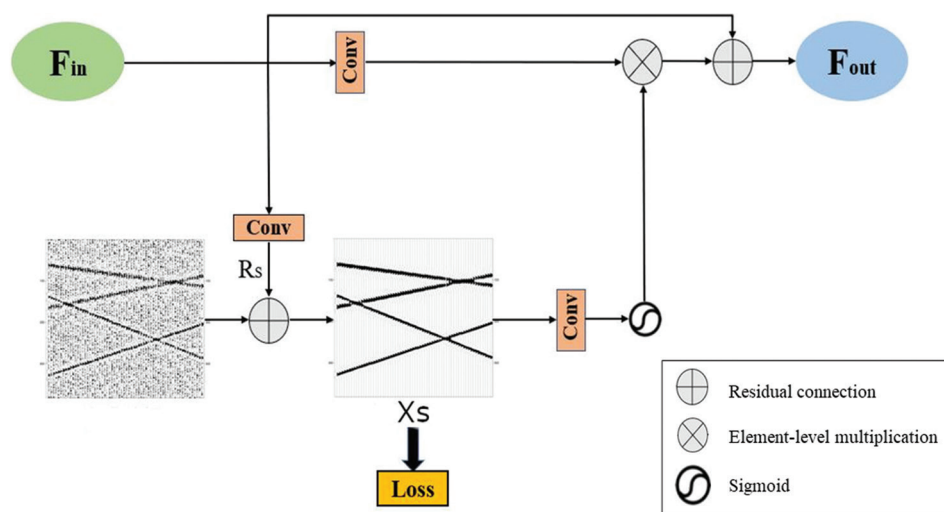 Fin
Conv
Fout
Conv
Rs
Conv
Xs
Loss
Residual connection
Element-level multiplication
Sigmoid